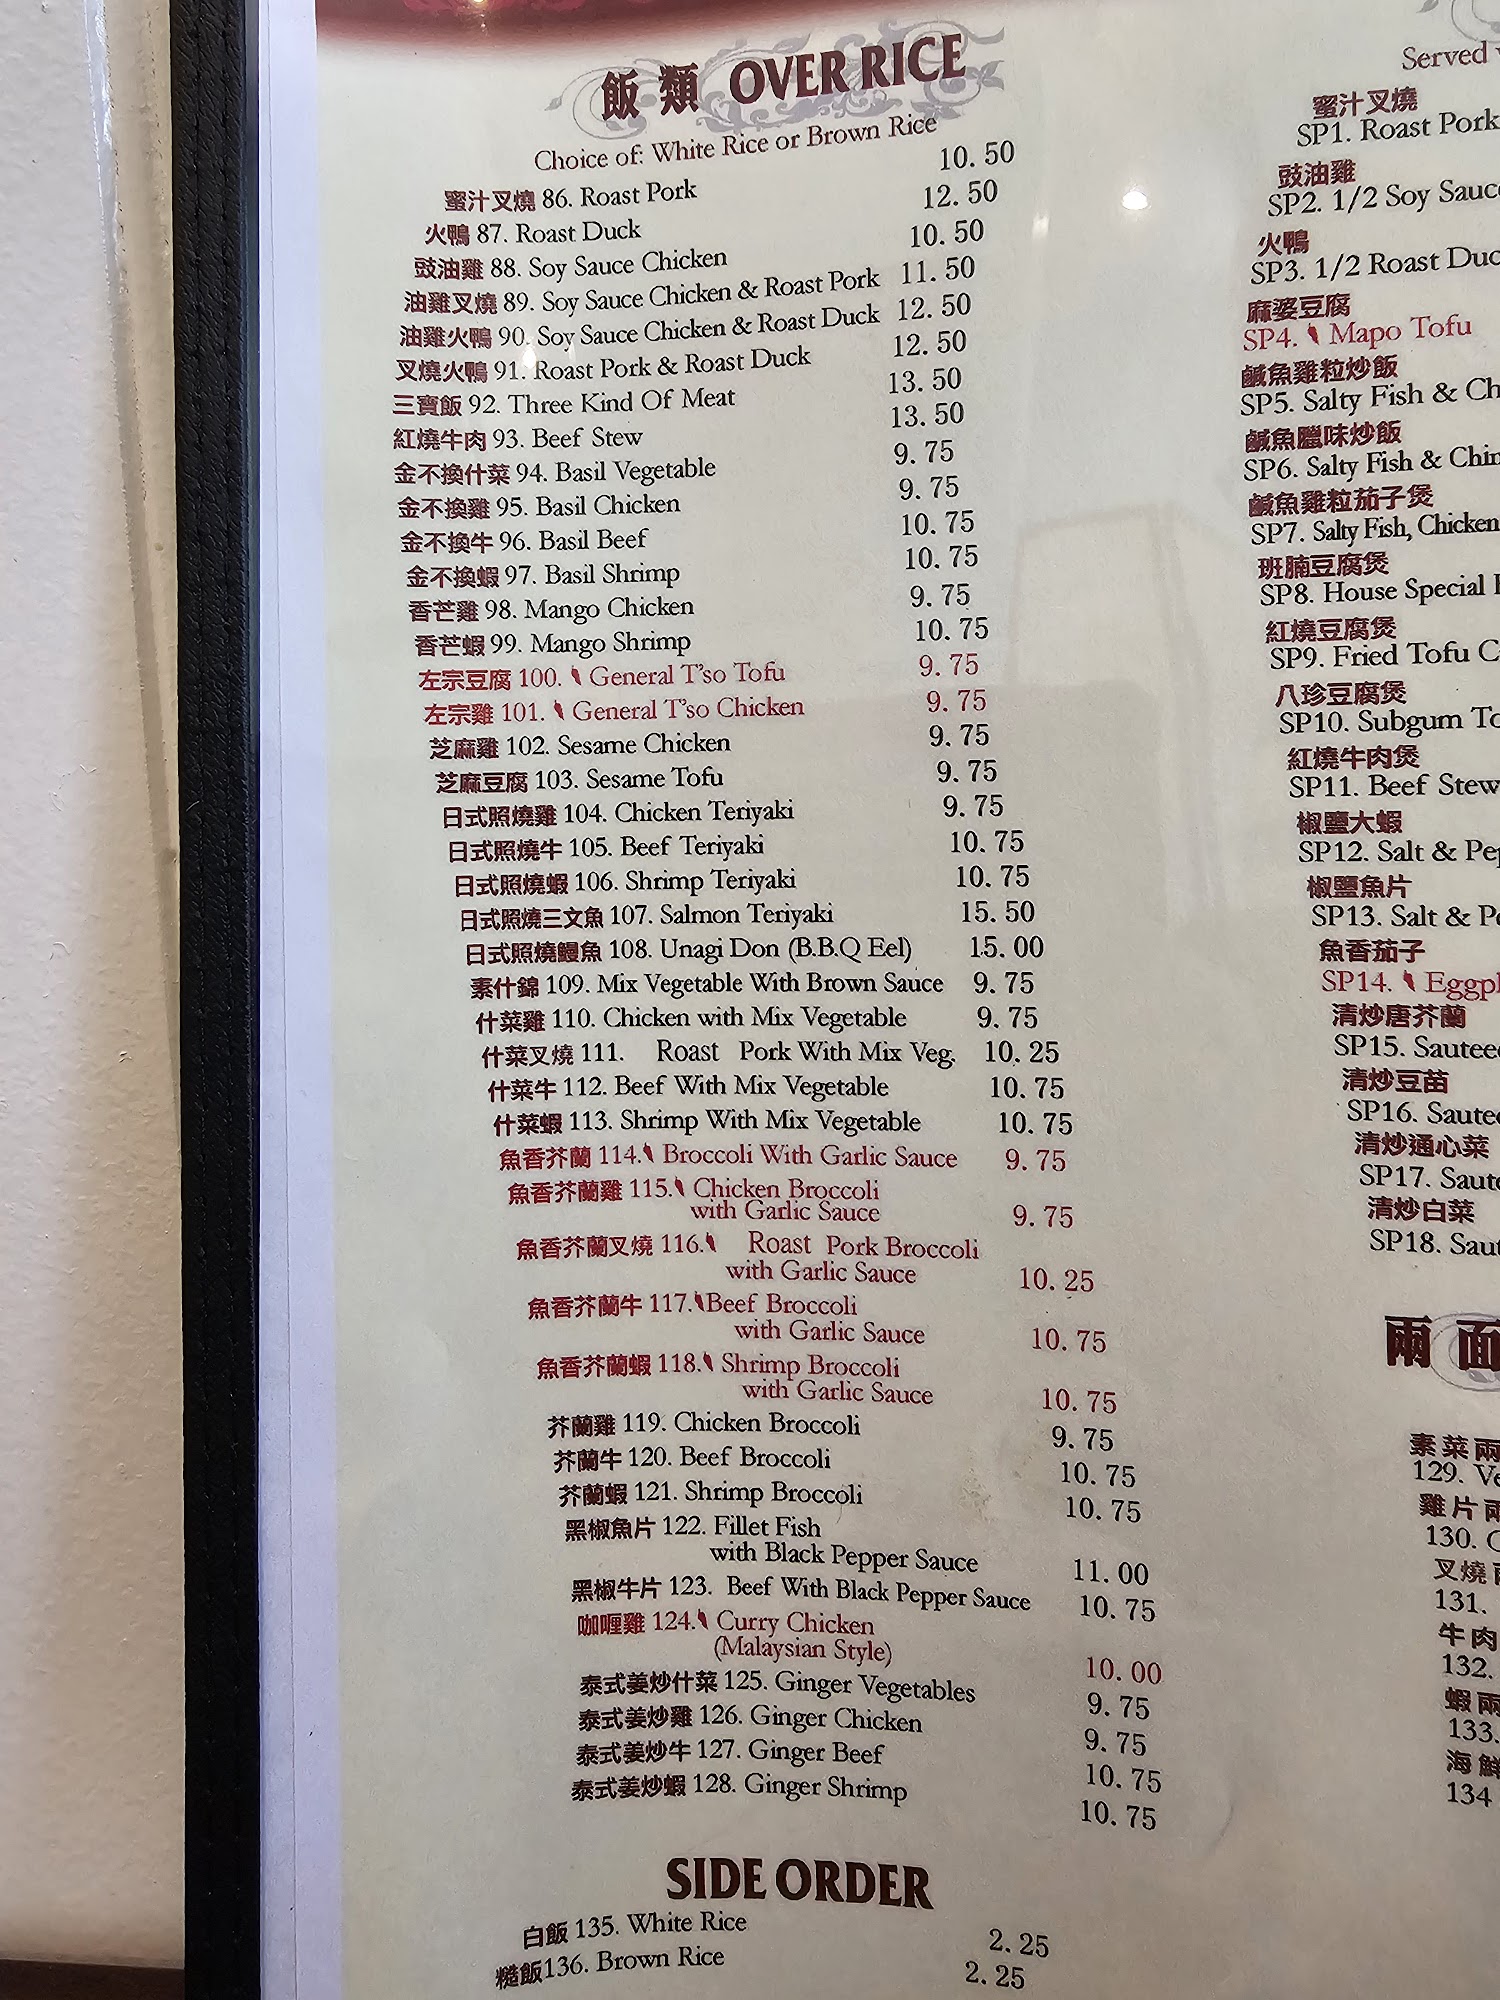 飯類 OVER RICE
Choice of: White Rice or Brown Rice
蜜汁叉燒 86. Roast Pork 10.50
火鴨 87. Roast Duck 12.50
豉油雞 88. Soy Sauce Chicken 10.50
油雞叉燒 89. Soy Sauce Chicken & Roast Pork 11.50
油雞火鴨 90. Soy Sauce Chicken & Roast Duck 12.50
叉燒火鴨 91. Roast Pork & Roast Duck 12.50
三寶飯 92. Three Kind Of Meat 13.50
紅燒牛肉 93. Beef Stew 13.50
金不換什菜 94. Basil Vegetable 9.75
金不換雞 95. Basil Chicken 9.75
金不換牛 96. Basil Beef 10.75
金不換蝦 97. Basil Shrimp 10.75
香芒雞 98. Mango Chicken 9.75
香芒蝦 99. Mango Shrimp 10.75
左宗豆腐 100. General T'so Tofu 9.75
左宗雞 101. General T'so Chicken 9.75
芝麻雞 102. Sesame Chicken 9.75
芝麻豆腐 103. Sesame Tofu 9.75
日式照燒雞 104. Chicken Teriyaki 9.75
日式照燒牛 105. Beef Teriyaki 10.75
日式照燒蝦 106. Shrimp Teriyaki 10.75
日式照燒三文魚 107. Salmon Teriyaki 15.50
日式照燒鰻魚 108. Unagi Don (B.B.Q Eel) 15.00
素什錦 109. Mix Vegetable With Brown Sauce 9.75
什菜雞 110. Chicken with Mix Vegetable 9.75
什菜叉燒 111. Roast Pork With Mix Veg. 10.25
什菜牛 112. Beef With Mix Vegetable 10.75
什菜蝦 113. Shrimp With Mix Vegetable 10.75
魚香芥蘭 114. Broccoli With Garlic Sauce 9.75
魚香芥蘭雞 115. Chicken Broccoli
with Garlic Sauce 9.75
魚香芥蘭叉燒 116. Roast Pork Broccoli
with Garlic Sauce 10.25
魚香芥蘭牛 117. Beef Broccoli
with Garlic Sauce 10.75
魚香芥蘭蝦 118. Shrimp Broccoli
with Garlic Sauce 10.75
芥蘭雞 119. Chicken Broccoli 9.75
芥蘭牛 120. Beef Broccoli 10.75
芥蘭蝦 121. Shrimp Broccoli 10.75
黑椒魚片 122. Fillet Fish
with Black Pepper Sauce 11.00
黑椒牛片 123. Beef With Black Pepper Sauce 10.75
咖喱雞 124. Curry Chicken
(Malaysian Style) 10.00
泰式姜炒什菜 125. Ginger Vegetables 9.75
泰式姜炒雞 126. Ginger Chicken 9.75
泰式姜炒牛 127. Ginger Beef 10.75
泰式姜炒蝦 128. Ginger Shrimp 10.75
SIDE ORDER
白飯 135. White Rice 2.25
糙飯 136. Brown Rice 2.25
Served
蜜汁叉燒
SP1. Roast Pork
豉油雞
SP2. 1/2 Soy Sauc
火鴨
SP3. 1/2 Roast Duc
麻婆豆腐
SP4. Mapo Tofu
鹹魚雞粒炒飯
SP5. Salty Fish & Ch
鹹魚臘味炒飯
SP6. Salty Fish & Chin
鹹魚雞粒茄子煲
SP7. Salty Fish, Chicken
班腩豆腐煲
SP8. House Special
紅燒豆腐煲
SP9. Fried Tofu C
八珍豆腐煲
SP10. Subgum To
紅燒牛肉煲
SP11. Beef Stew
椒鹽大蝦
SP12. Salt & Pep
椒鹽魚片
SP13. Salt & Pe
魚香茄子
SP14. Eggpl
清炒唐芥蘭
SP15. Sautee
清炒豆苗
SP16. Saute
清炒通心菜
SP17. Saute
清炒白菜
SP18. Saut
兩面
素菜兩
129. Ve
雞片兩
130. C
叉燒
131.
牛肉
132.
蝦兩
133.
海鮮
134